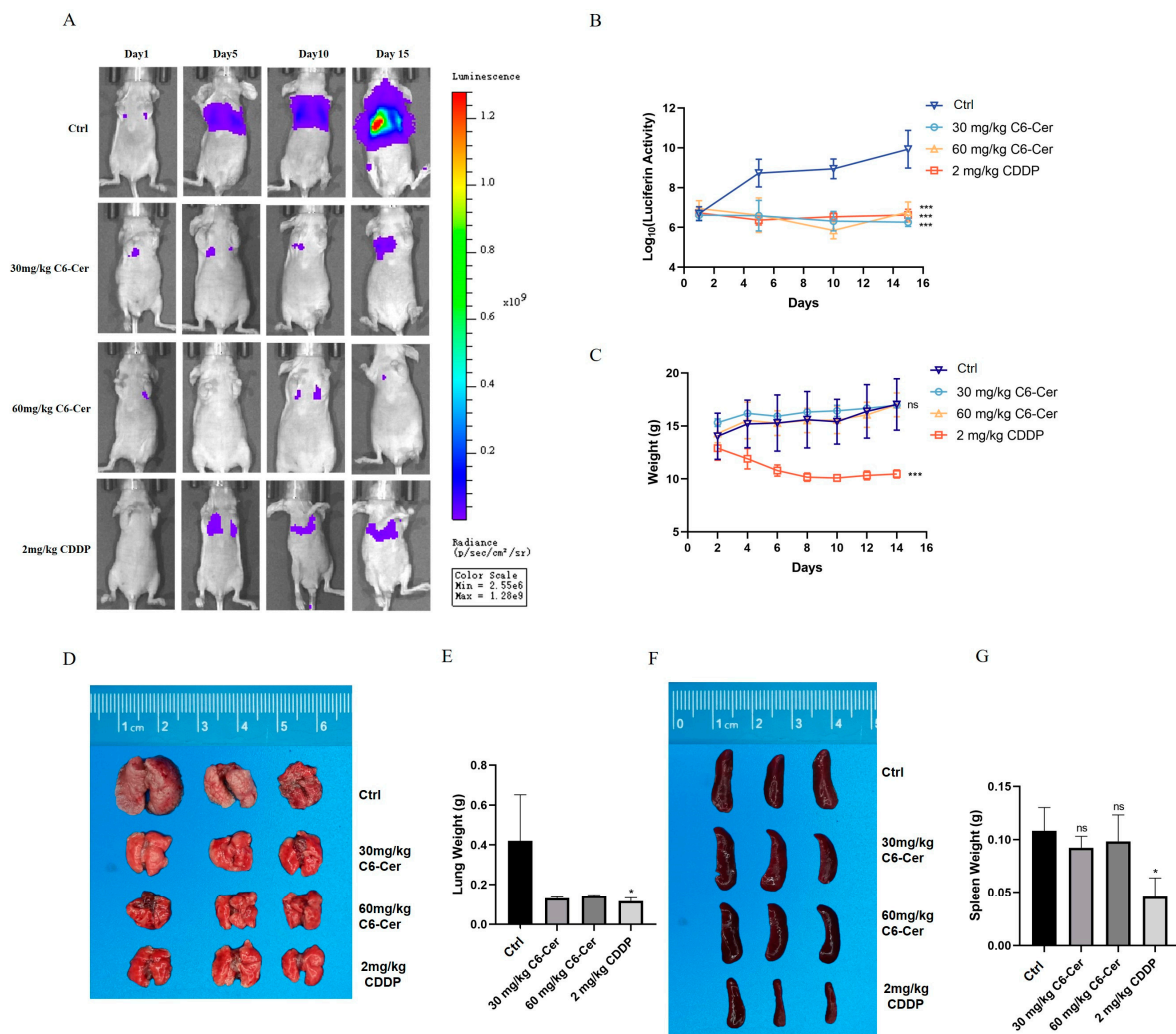 A
Day1
Day5
Day10
Day 15
Ctrl
30mg/kg C6-Cer
60mg/kg C6-Cer
2mg/kg CDDP
Luminescence
1.2
1.0
0.8
0.6
0.4
0.2
x10^9
Radiance
(p/sec/cm²/sr)
Color Scale
Min = 2.55e6
Max = 1.28e9
B
Log₁₀(Luciferin Activity)
12
10
8
6
4
0 2 4 6 8 10 12 14 16
Days
Ctrl
30 mg/kg C6-Cer
60 mg/kg C6-Cer
2 mg/kg CDDP
***
***
***
C
Weight (g)
20
15
10
5
0 2 4 6 8 10 12 14 16
Days
Ctrl
30 mg/kg C6-Cer
60 mg/kg C6-Cer
2 mg/kg CDDP
ns
***
D
1 cm 2 3 4 5 6
Ctrl
30mg/kg
C6-Cer
60mg/kg
C6-Cer
2mg/kg
CDDP
E
Lung Weight (g)
0.8
0.6
0.4
0.2
0.0
*
Ctrl
30 mg/kg C6-Cer
60 mg/kg C6-Cer
2 mg/kg CDDP
F
0 1 cm 2 3 4 5
Ctrl
30mg/kg
C6-Cer
60mg/kg
C6-Cer
2mg/kg
CDDP
G
Spleen Weight (g)
0.15
0.10
0.05
0.00
ns
ns
*
Ctrl
30 mg/kg C6-Cer
60 mg/kg C6-Cer
2 mg/kg CDDP